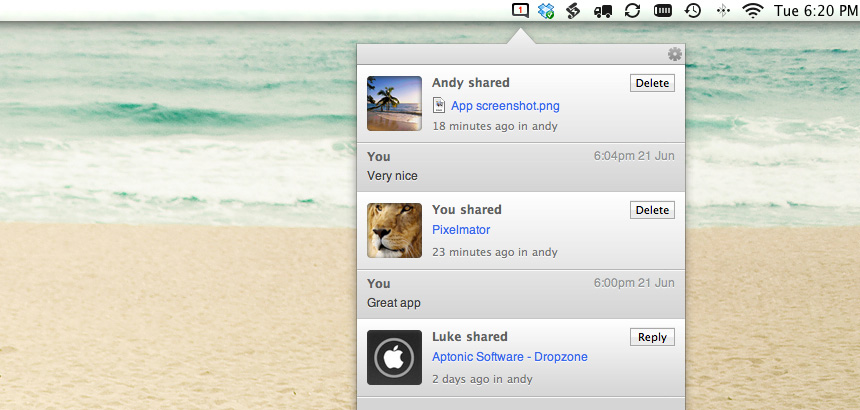 1
Tue 6:20 PM
Andy shared
Delete
App screenshot.png
18 minutes ago in andy
You
6:04pm 21 Jun
Very nice
You shared
Delete
Pixelmator
23 minutes ago in andy
You
6:00pm 21 Jun
Great app
Luke shared
Reply
Aptonic Software - Dropzone
2 days ago in andy